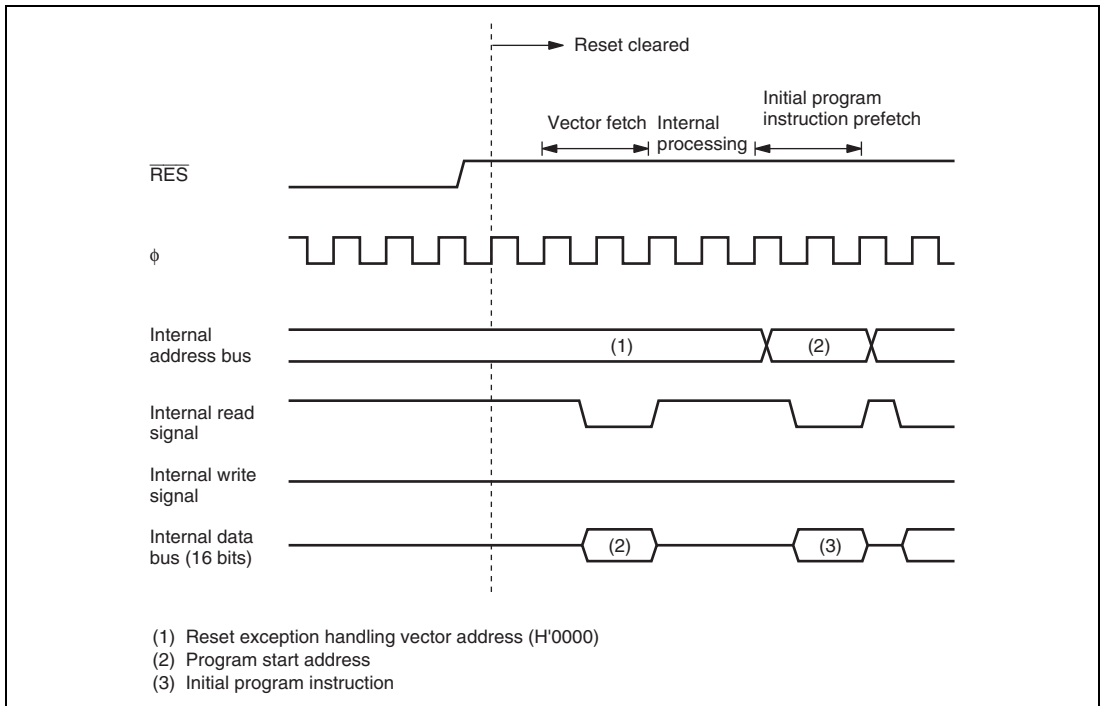 Reset cleared
Initial program
instruction prefetch
Vector fetch
Internal
processing
RES
φ
Internal
address bus
(1)
(2)
Internal read
signal
Internal write
signal
Internal data
bus (16 bits)
(2)
(3)
(1) Reset exception handling vector address (H'0000)
(2) Program start address
(3) Initial program instruction